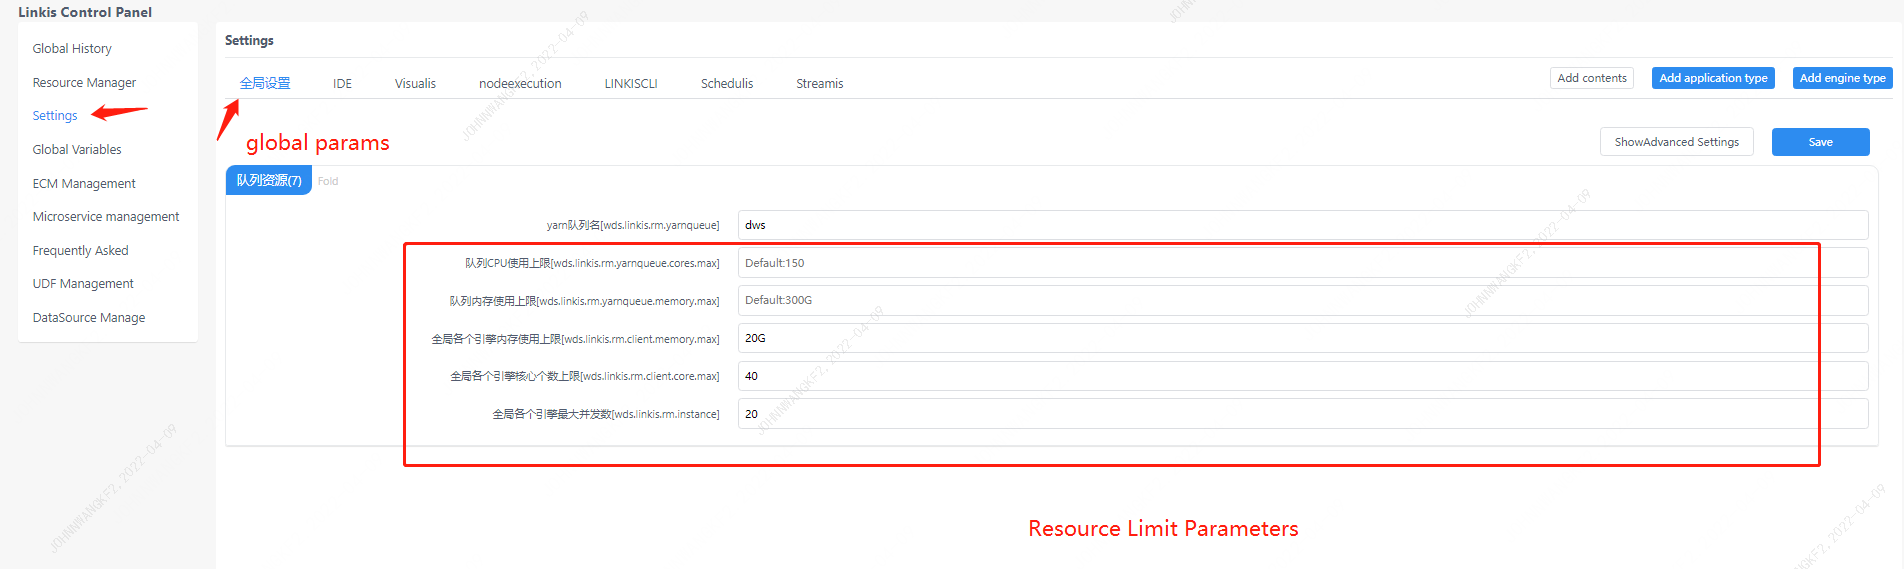 Linkis Control Panel
Global History
Resource Manager
Settings
Global Variables
ECM Management
Microservice management
Frequently Asked
UDF Management
DataSource Manage
Settings
全局设置 IDE Visualis nodeexecution LINKISCLI Schedulis Streamis Add contents Add application type Add engine type
global params
ShowAdvanced Settings Save
队列资源(7) Fold
yarn队列名[wds.linkis.rm.yarnqueue] dws
队列CPU使用上限[wds.linkis.rm.yarnqueue.cores.max] Default:150
队列内存使用上限[wds.linkis.rm.yarnqueue.memory.max] Default:300G
全局各个引擎内存使用上限[wds.linkis.rm.client.memory.max] 20G
全局各个引擎核心个数上限[wds.linkis.rm.client.core.max] 40
全局各个引擎最大并发数[wds.linkis.rm.instance] 20
Resource Limit Parameters